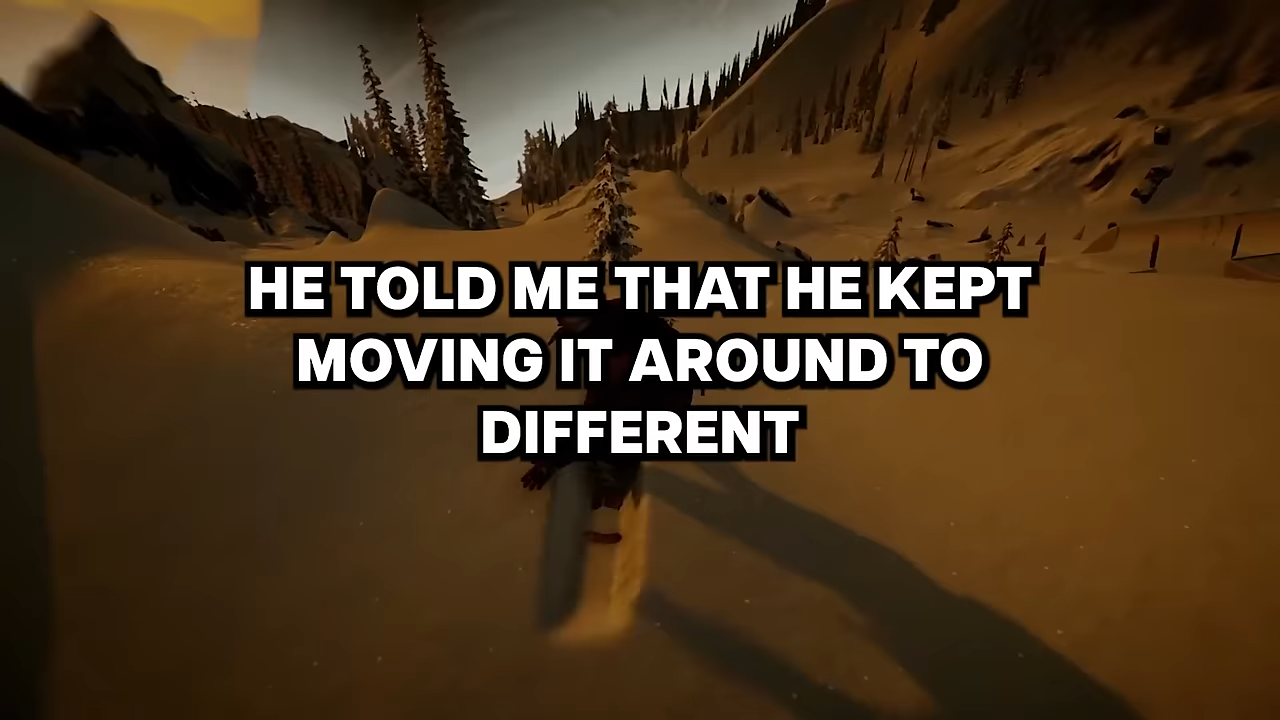 HE TOLD ME THAT HE KEPT
MOVING IT AROUND TO
DIFFERENT